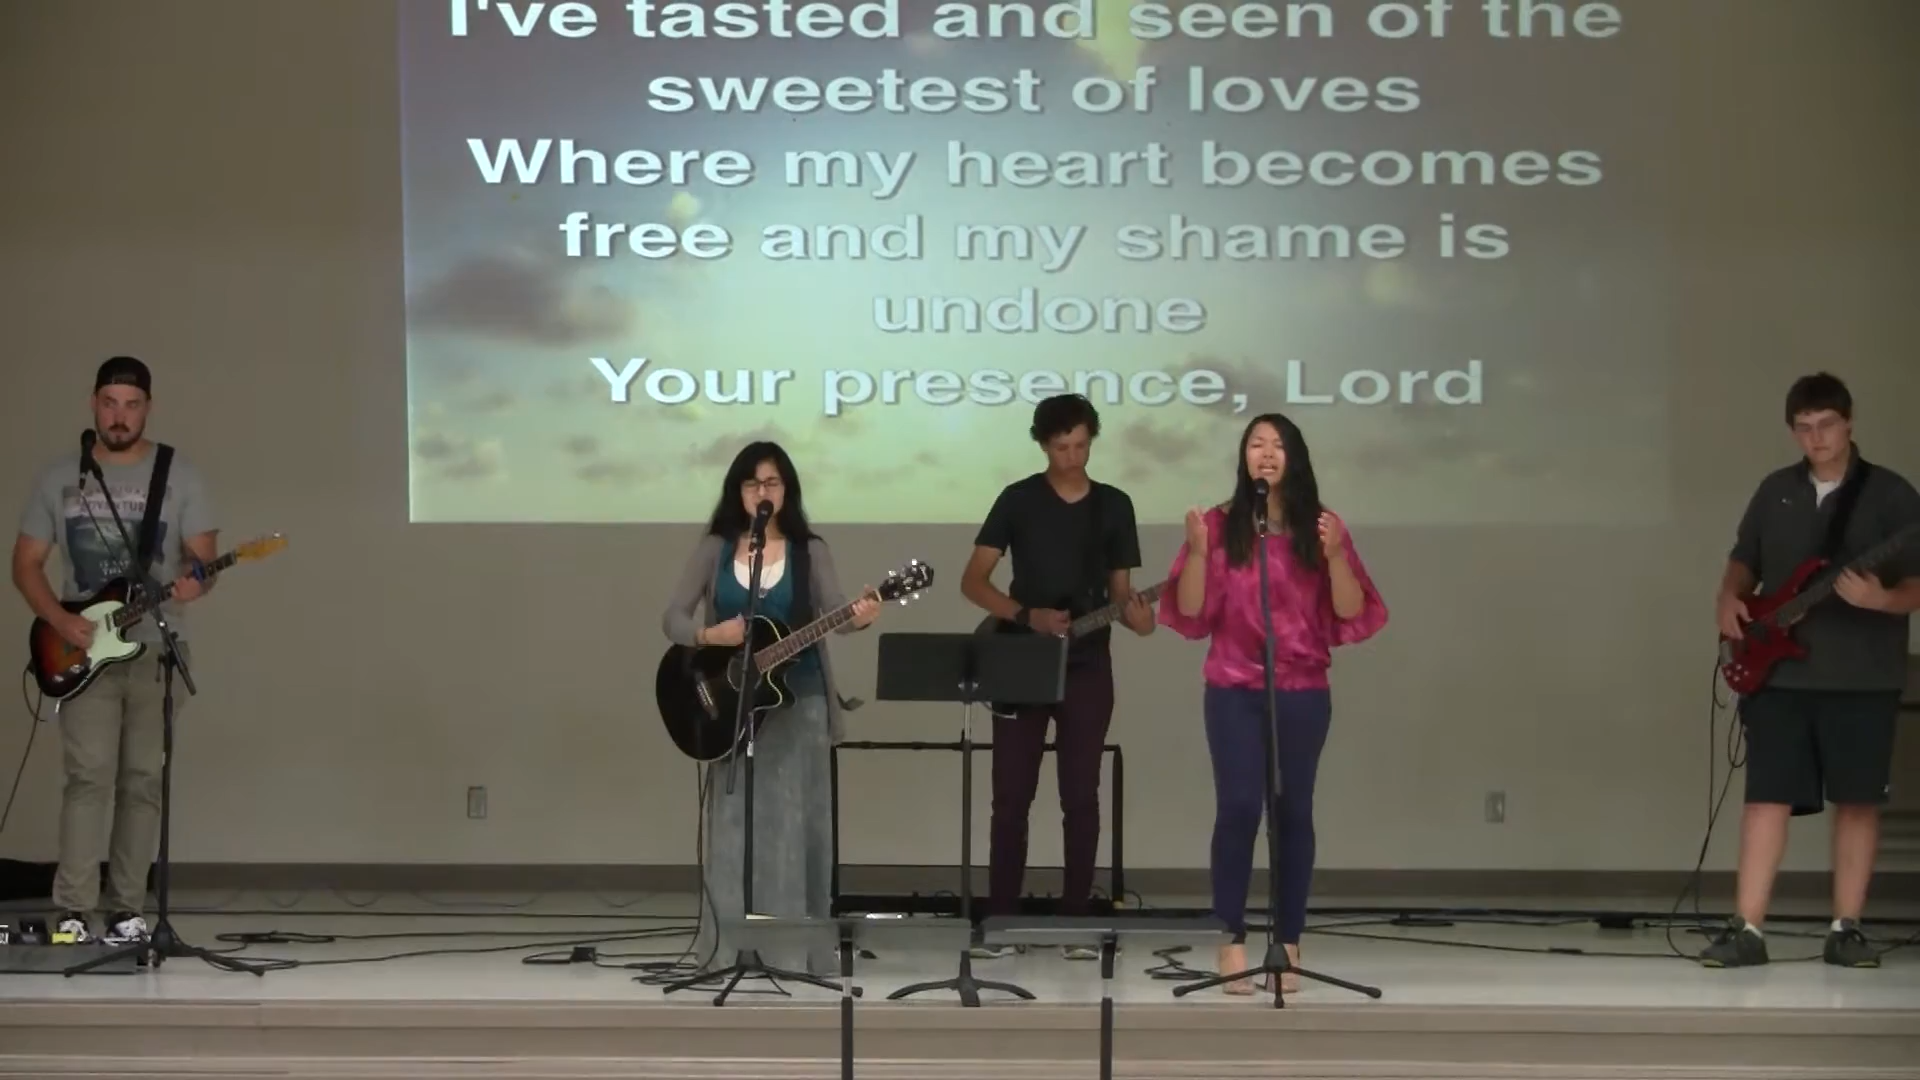 I've tasted and seen of the
sweetest of loves
Where my heart becomes
free and my shame is
undone
Your presence, Lord